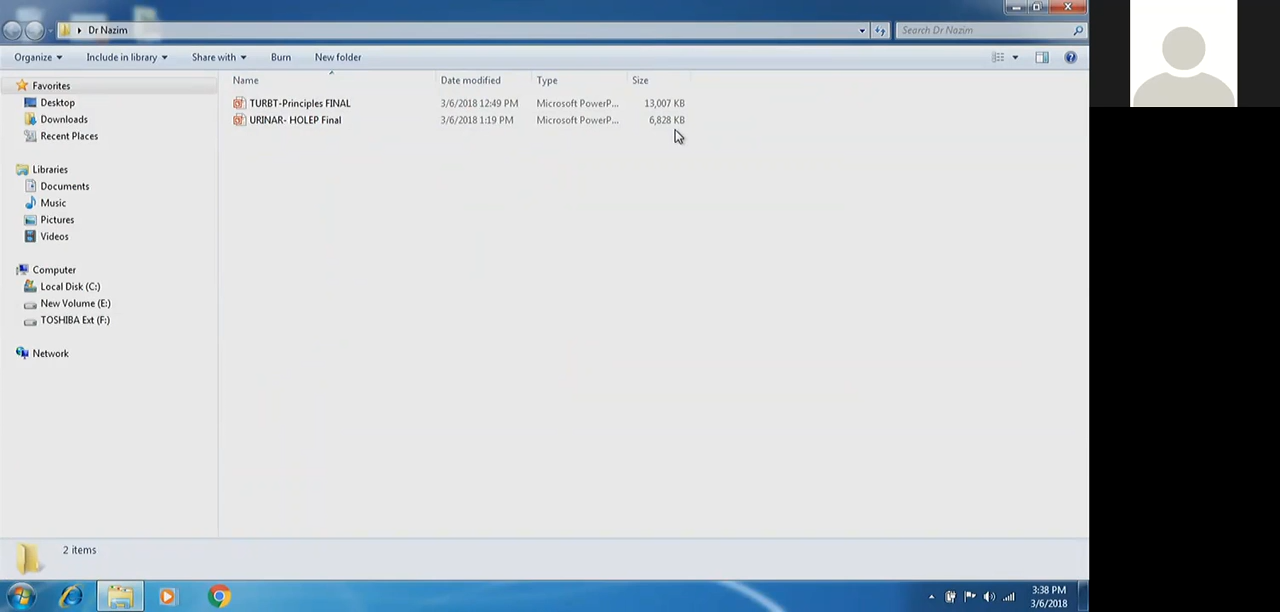 Dr Nazim
Search Dr Nazim
Organize Include in library Share with Burn New folder
Favorites
Desktop
Downloads
Recent Places
Libraries
Documents
Music
Pictures
Videos
Computer
Local Disk (C:)
New Volume (E:)
TOSHIBA Ext (F:)
Network
Name Date modified Type Size
TURBT-Principles FINAL 3/6/2018 12:49 PM Microsoft PowerP... 13,007 KB
URINAR- HOLEP Final 3/6/2018 1:19 PM Microsoft PowerP... 6,828 KB
2 items
3:38 PM
3/6/2018